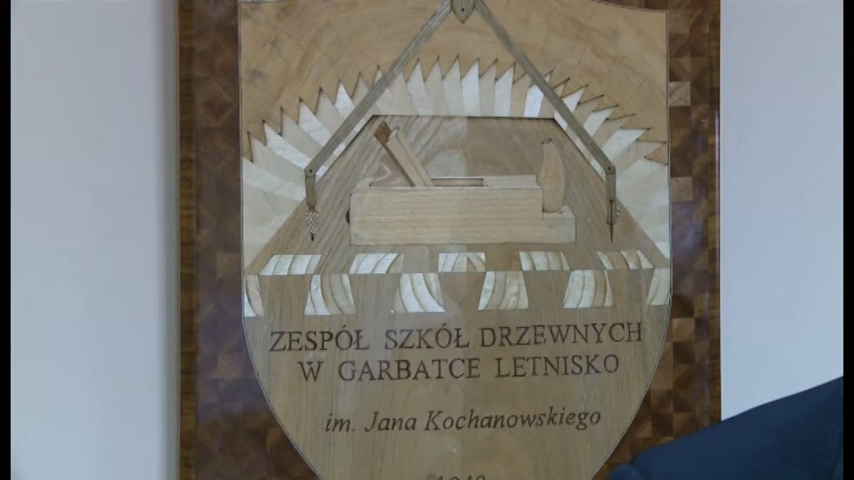 ZESPÓŁ SZKÓŁ DRZEWNYCH
W GARBATCE LETNISKO
im. Jana Kochanowskiego